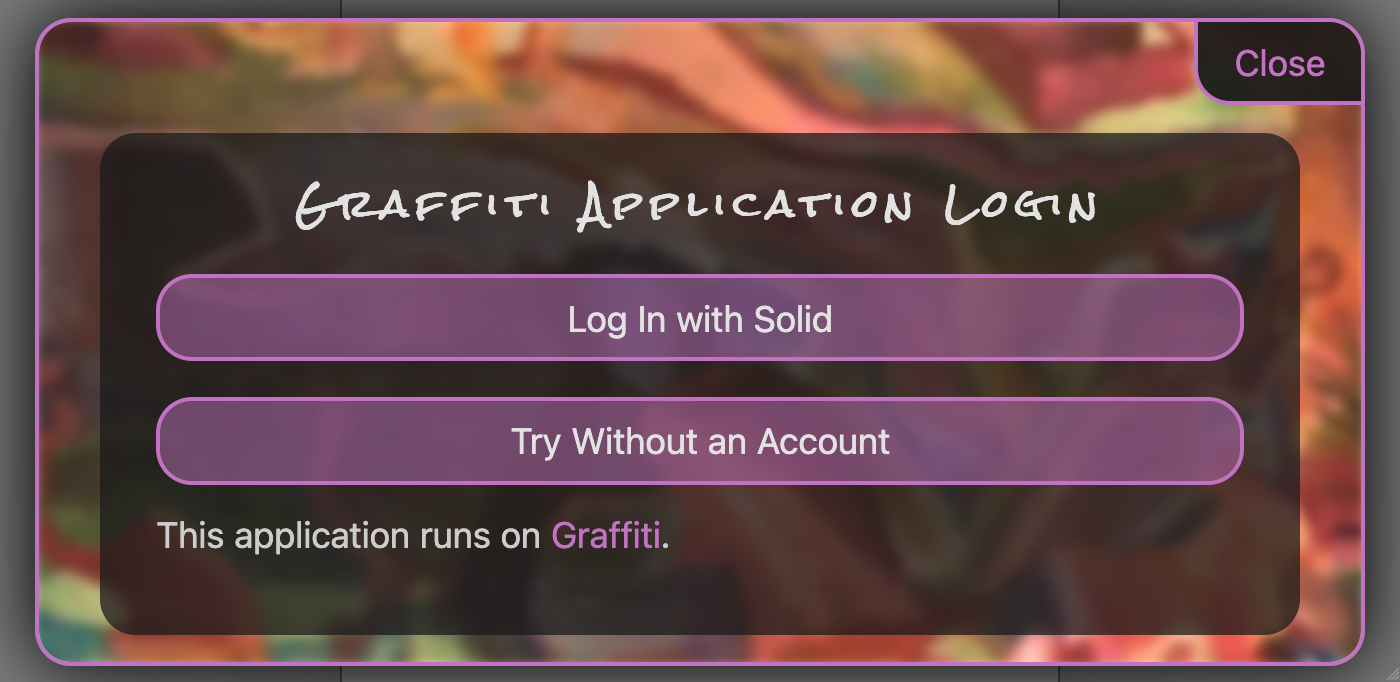 Close
Graffiti Application Login
Log In with Solid
Try Without an Account
This application runs on Graffiti.